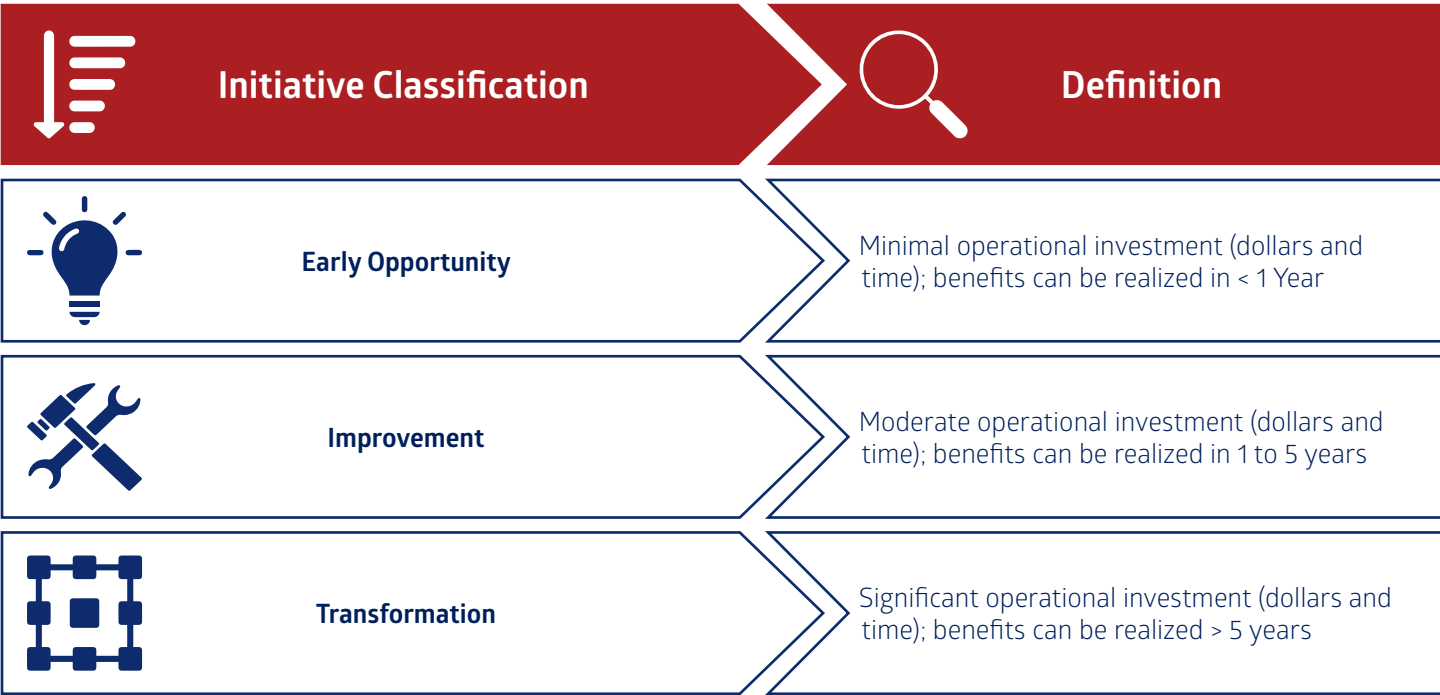 Initiative Classification
Definition
Early Opportunity
Minimal operational investment (dollars and
time); benefits can be realized in < 1 Year
Improvement
Moderate operational investment (dollars and
time); benefits can be realized in 1 to 5 years
Transformation
Significant operational investment (dollars and
time); benefits can be realized > 5 years